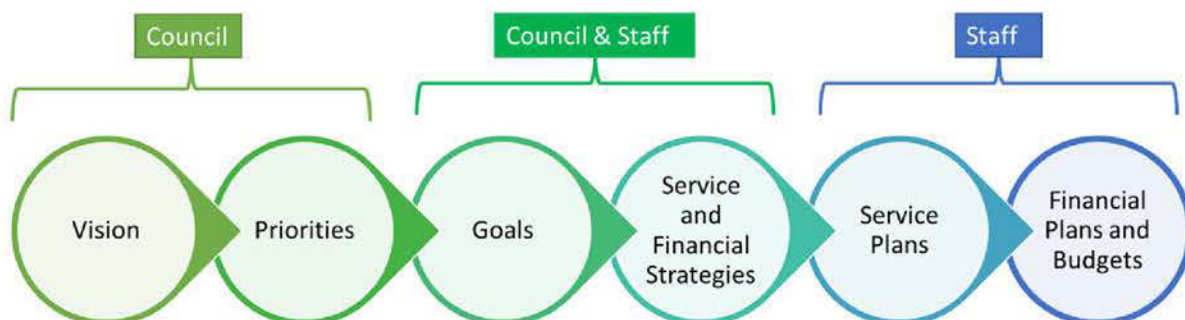 Council
Council & Staff
Staff
Vision
Priorities
Goals
Service
and
Financial
Strategies
Service
Plans
Financial
Plans and
Budgets